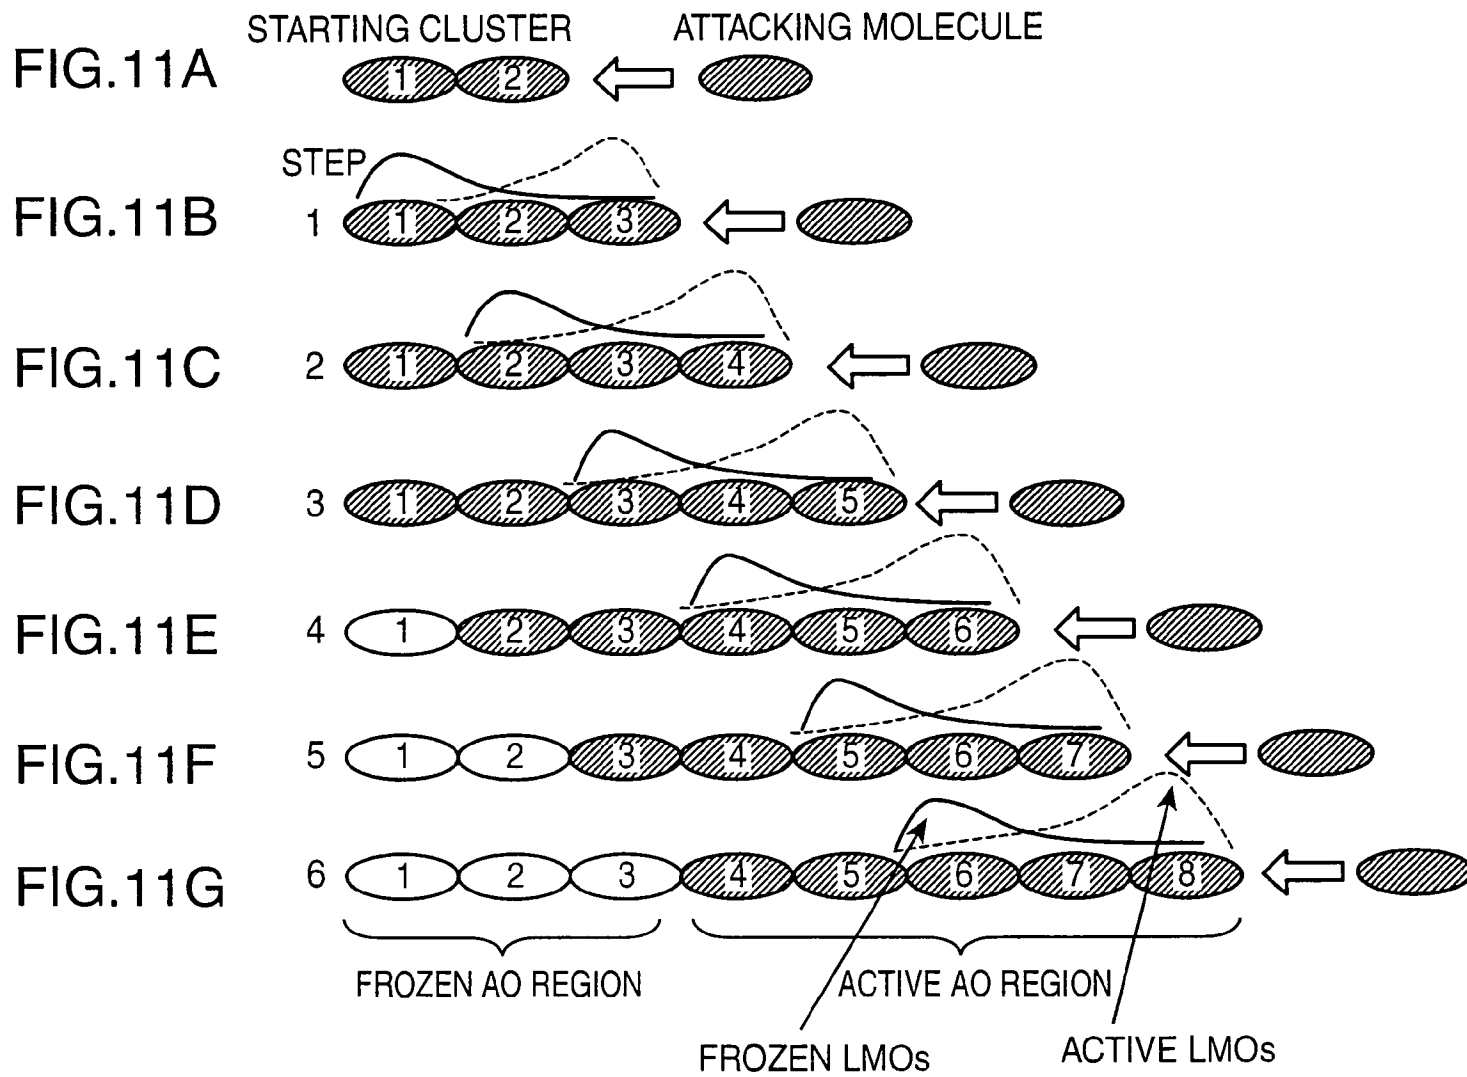 STARTING CLUSTER ATTACKING MOLECULE
FIG.11A 1 2
STEP
FIG.11B 1 1 2 3
FIG.11C 2 1 2 3 4
FIG.11D 3 1 2 3 4 5
FIG.11E 4 1 2 3 4 5 6
FIG.11F 5 1 2 3 4 5 6 7
FIG.11G 6 1 2 3 4 5 6 7 8
FROZEN AO REGION ACTIVE AO REGION
FROZEN LMOs ACTIVE LMOs